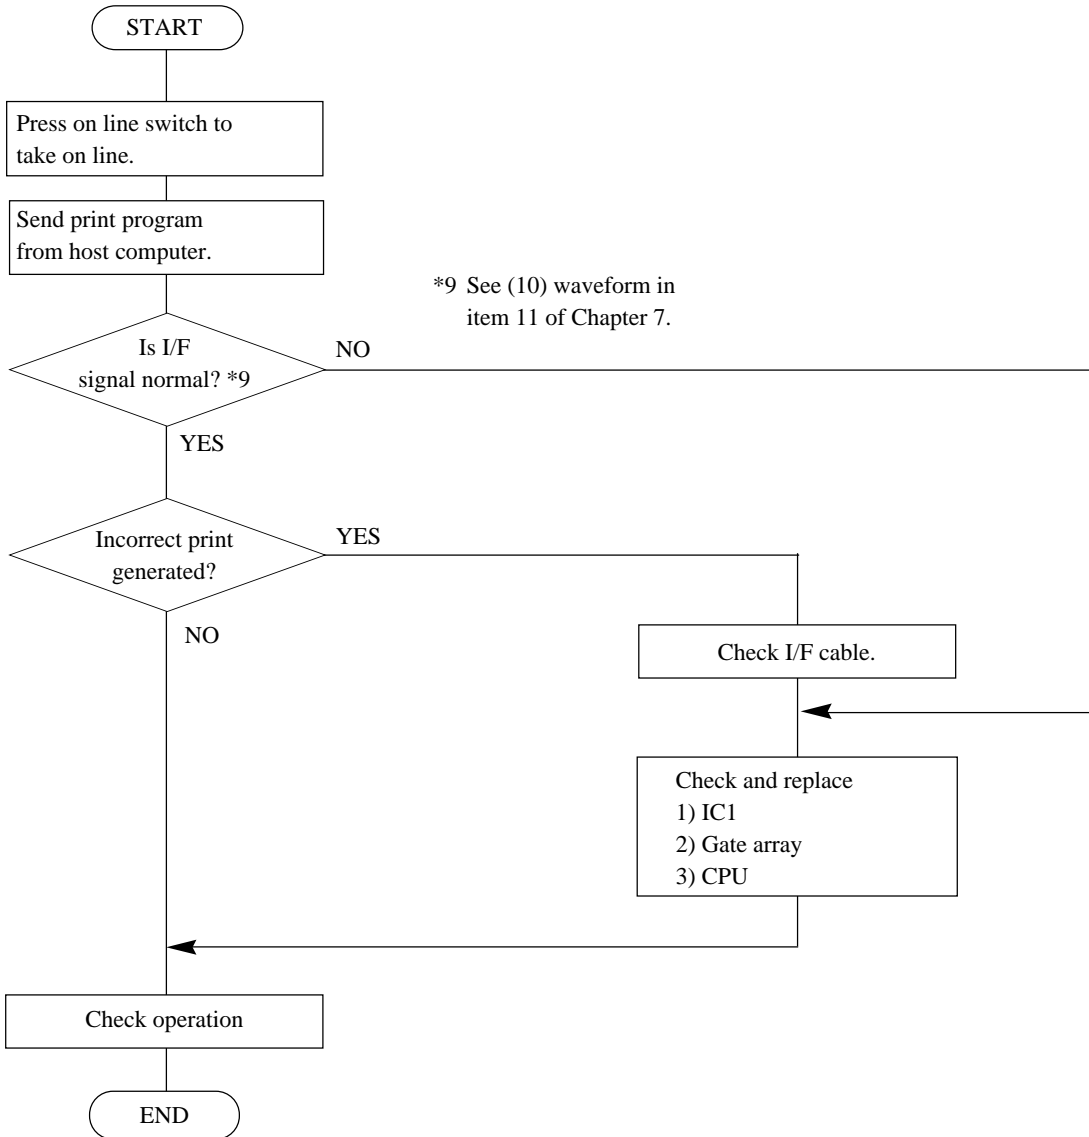 START
Press on line switch to
take on line.
Send print program
from host computer.
*9 See (10) waveform in
item 11 of Chapter 7.
Is I/F
signal normal? *9
NO
YES
Incorrect print
generated?
YES
NO
Check I/F cable.
Check and replace
1) IC1
2) Gate array
3) CPU
Check operation
END